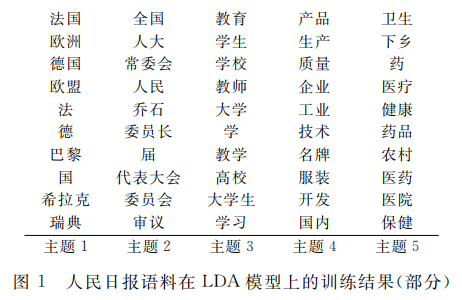 法国 全国 教育 产品 卫生
欧洲 人大 学生 生产 下乡
德国 常委会 学校 质量 药
欧盟 人民 教师 企业 医疗
法 乔石 大学 工业 健康
德 委员长 学 技术 药品
巴黎 届 教学 名牌 农村
国 代表大会 高校 服装 医药
希拉克 委员会 大学生 开发 医院
瑞典 审议 学习 国内 保健
主题1 主题2 主题3 主题4 主题5
图 1 人民日报语料在 LDA 模型上的训练结果(部分)